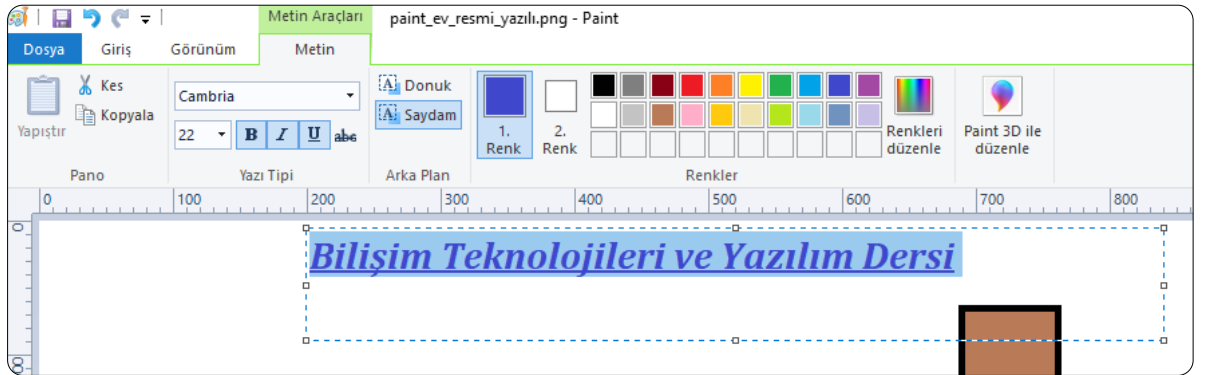 Metin Araçları paint_ev_resmi_yazılı.png - Paint
Dosya Giriş Görünüm Metin
Yapıştır
Kes
Kopyala
Pano
Cambria
22 B I U abc
Yazı Tipi
Donuk
Saydam
Arka Plan
1. Renk
2. Renk
Renkleri düzenle
Renkler
Paint 3D ile düzenle
0 100 200 300 400 500 600 700 800
0
Bilişim Teknolojileri ve Yazılım Dersi